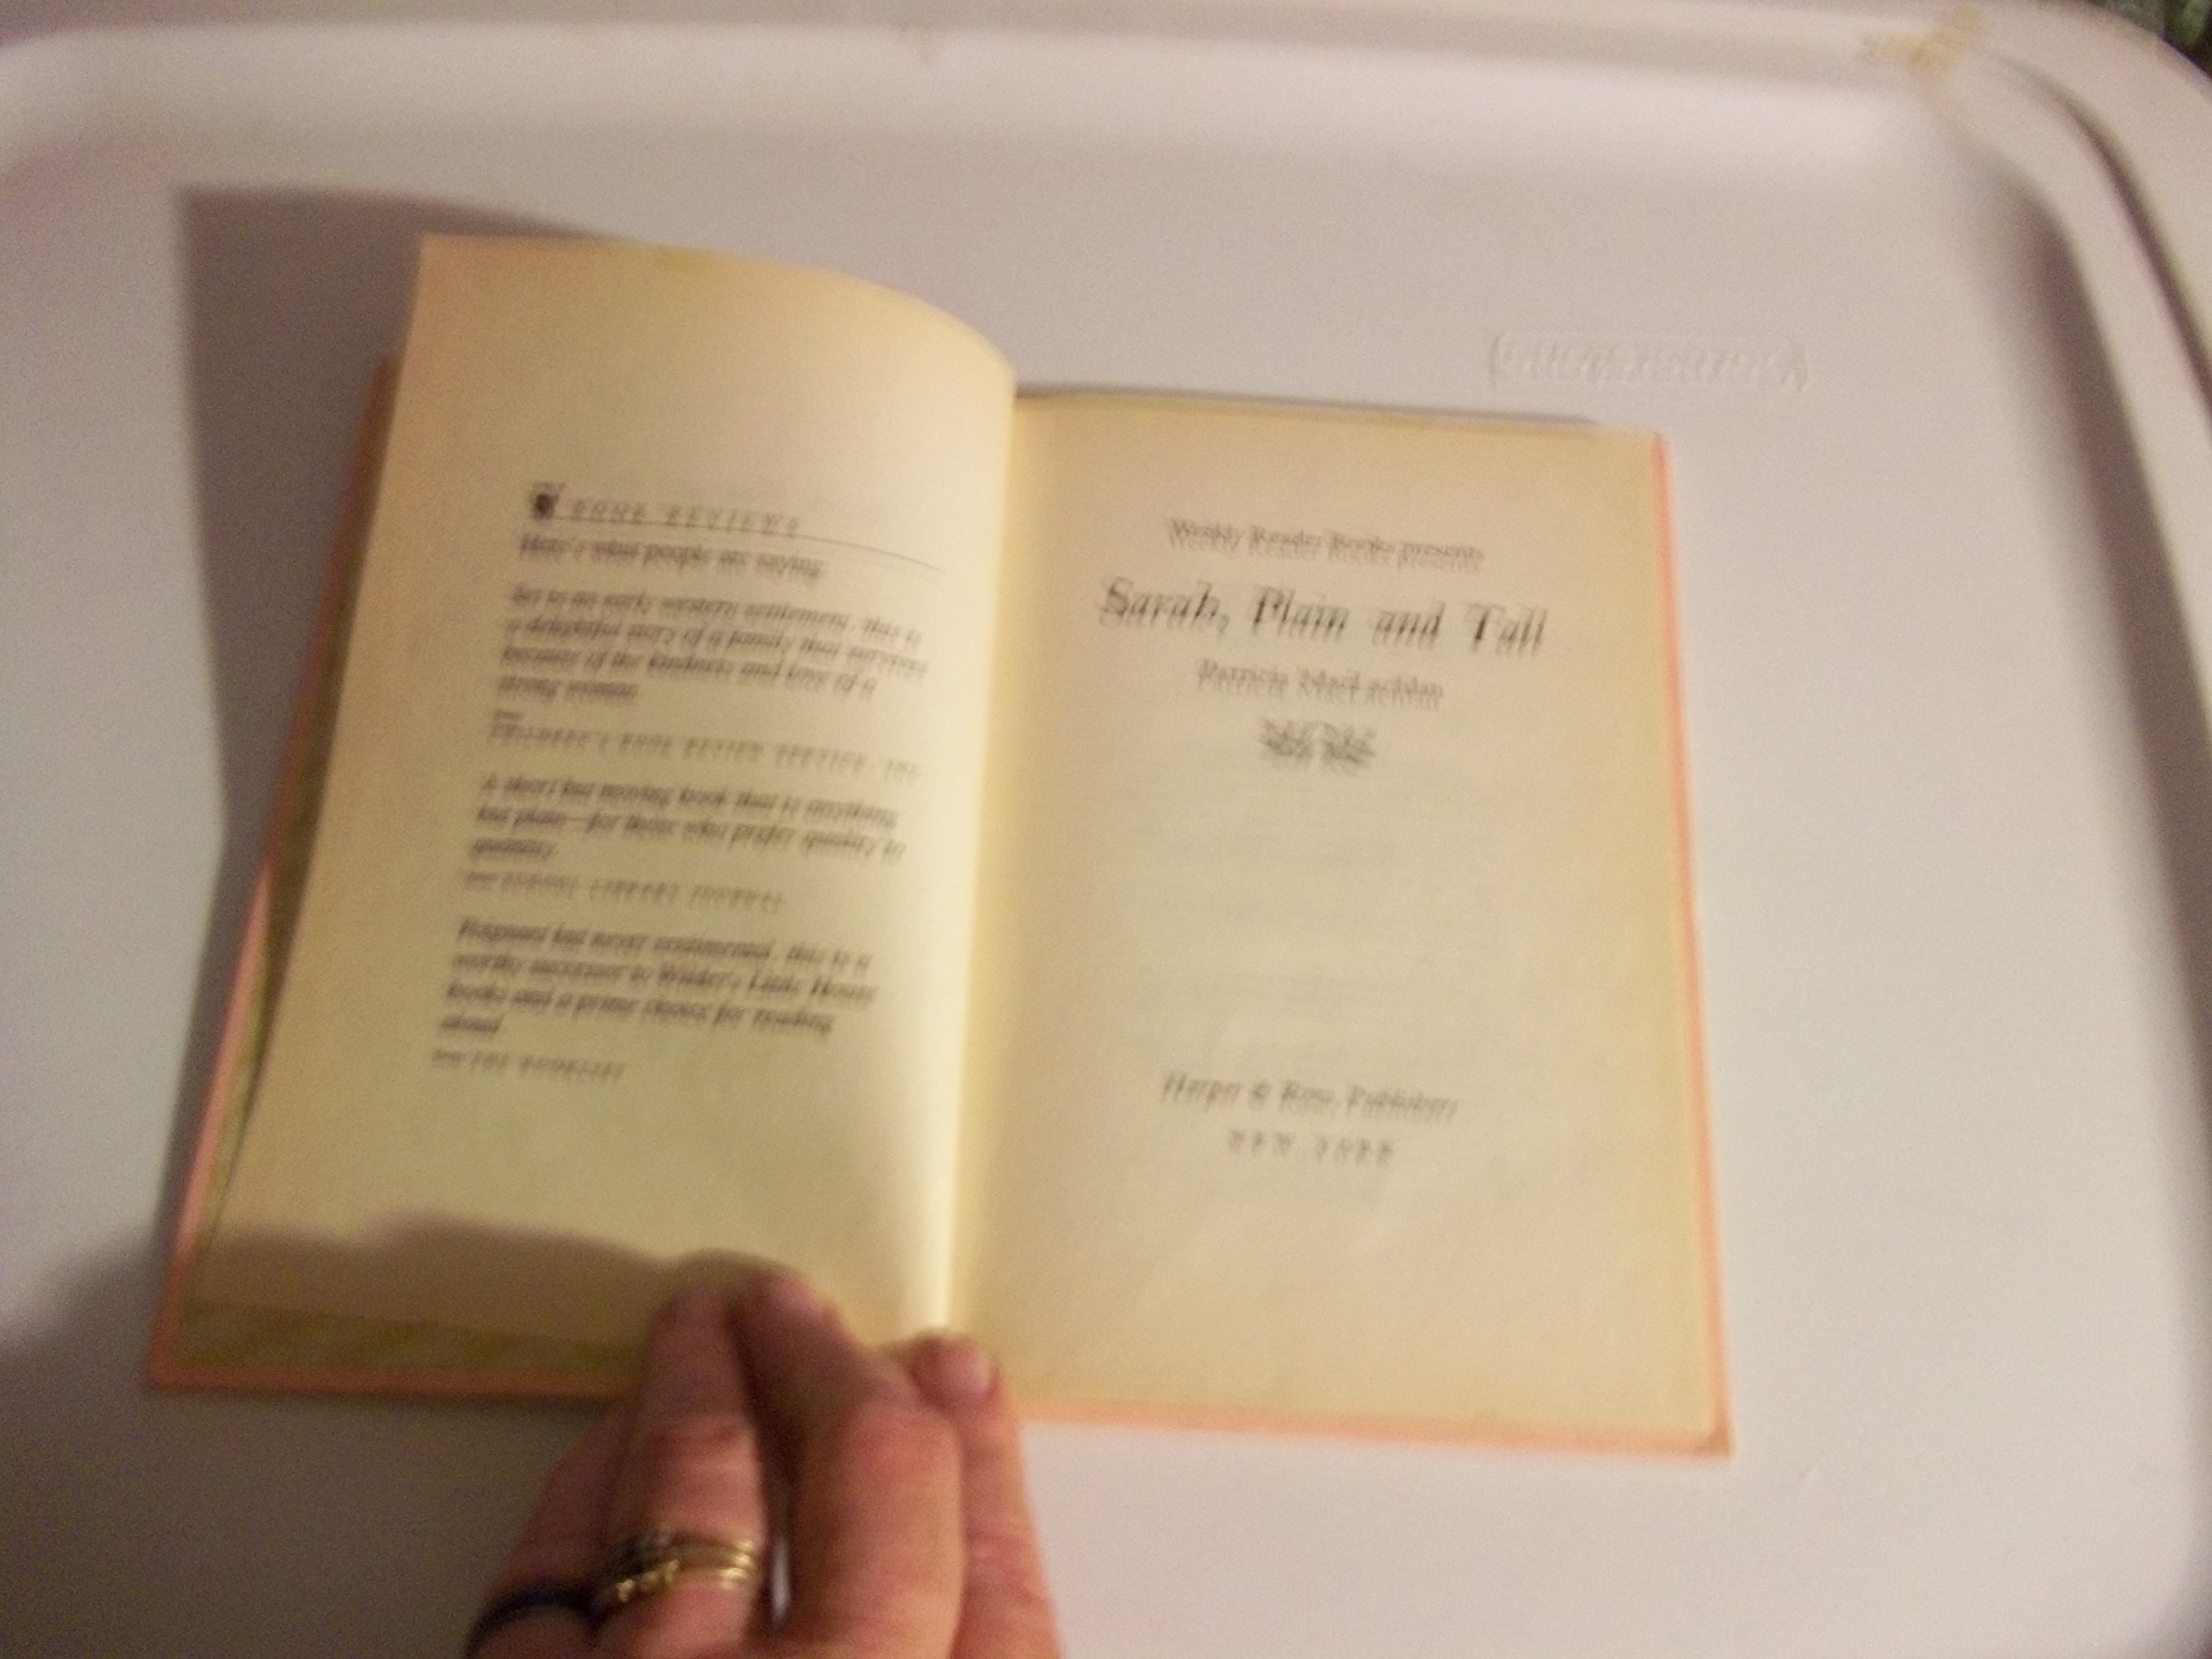 BOOK REVIEWS
Here's what people are saying:
Set in an early western settlement, this is
a delightful story of a family that survives
because of the kindness and love of a
strong woman.
CHILDREN'S BOOK REVIEW SERVICE, INC.
A short but moving book that is anything
but plain—for those who prefer quality to
quantity.
SCHOOL LIBRARY JOURNAL
Poignant but never sentimental, this is a
worthy successor to Wilder's Little House
books and a prime choice for reading
aloud.
THE BOOKLIST
Weekly Reader Books presents
Sarah, Plain and Tall
Patricia MacLachlan
Harper & Row, Publishers
NEW YORK